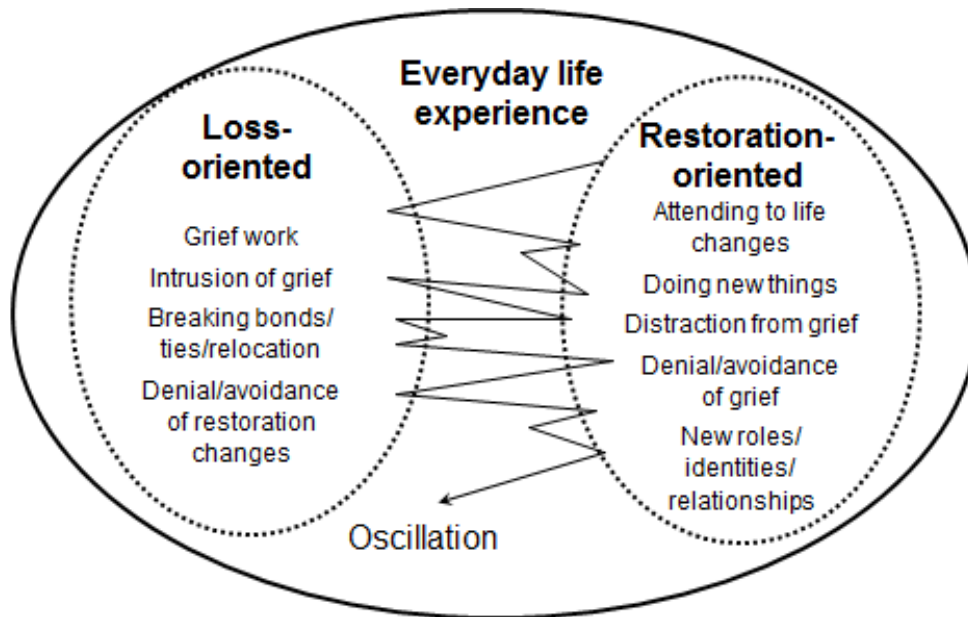 Everyday life
experience
Loss-
oriented
Grief work
Intrusion of grief
Breaking bonds/
ties/relocation
Denial/avoidance
of restoration
changes
Restoration-
oriented
Attending to life
changes
Doing new things
Distraction from grief
Denial/avoidance
of grief
New roles/
identities/
relationships
Oscillation